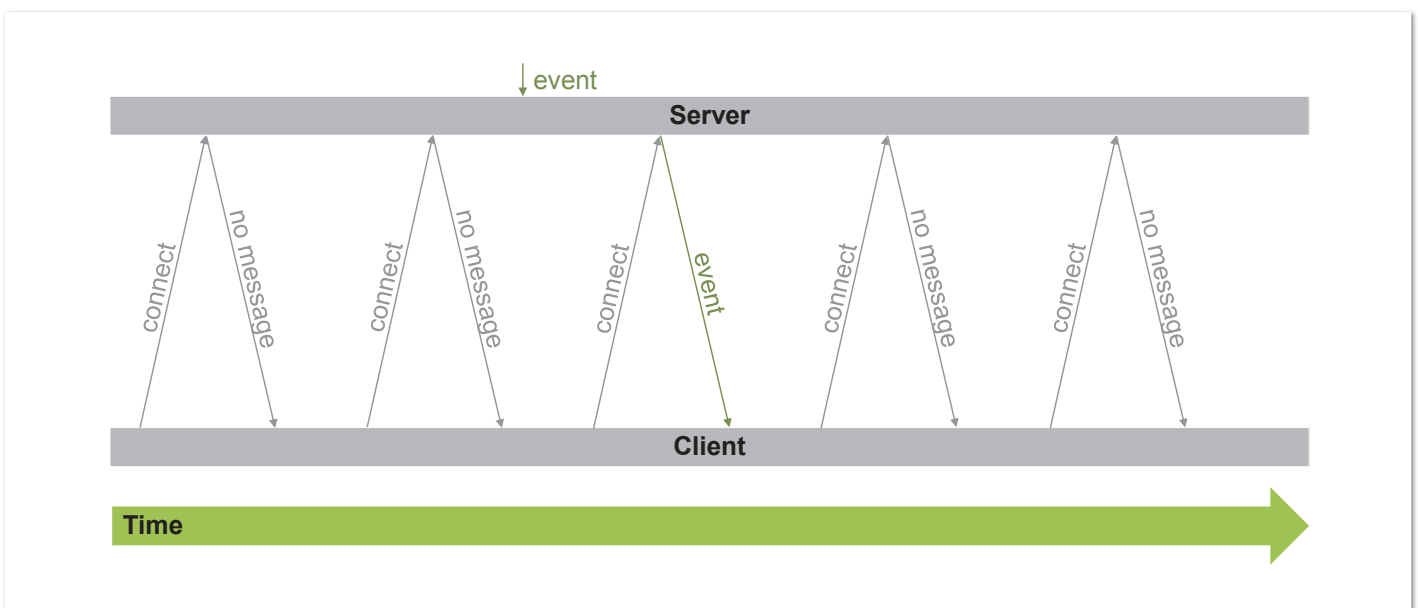 event
Server
connect
no message
connect
no message
connect
event
connect
no message
connect
no message
Client
Time